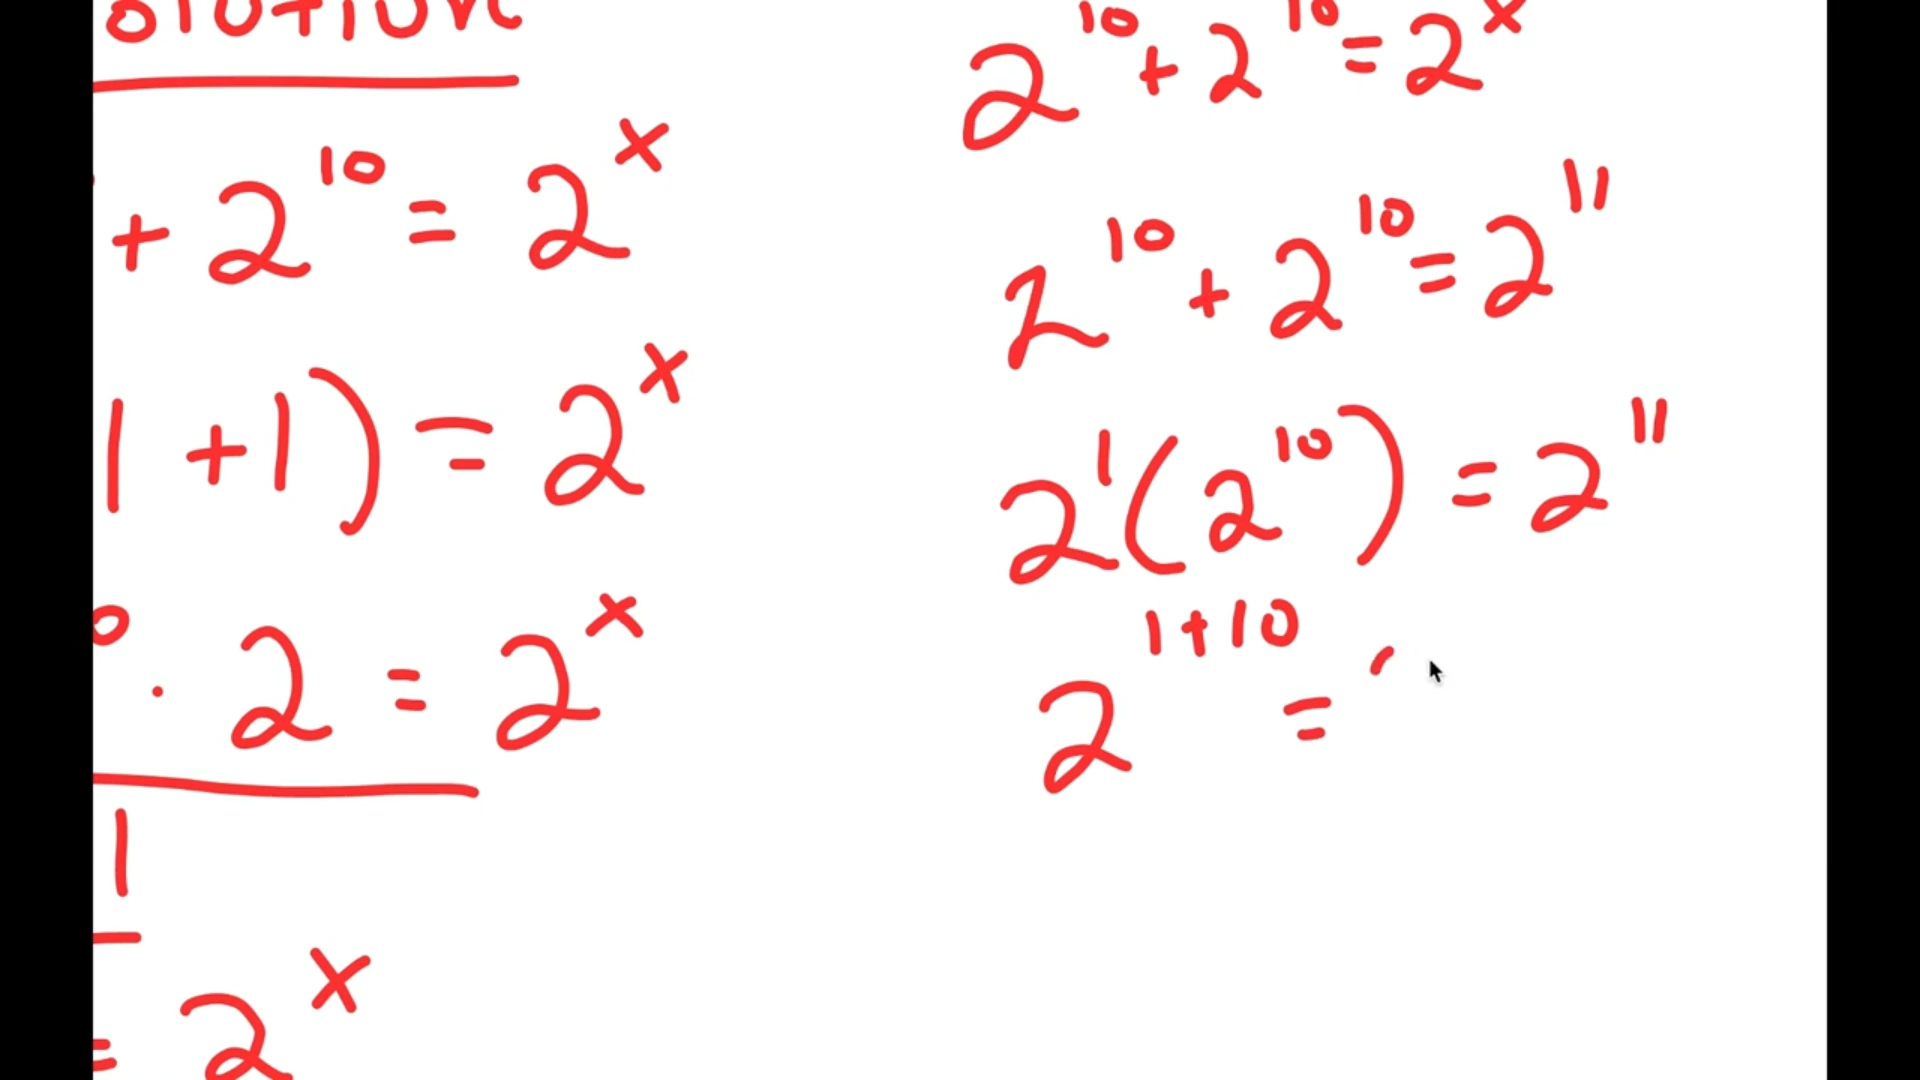 + 2^10 = 2^x
1 + 1) = 2^x
0 · 2 = 2^x
1
= 2^x
2^10 + 2^10 = 2^x
2^10 + 2^10 = 2^11
2^1(2^10) = 2^11
2^1+10 =